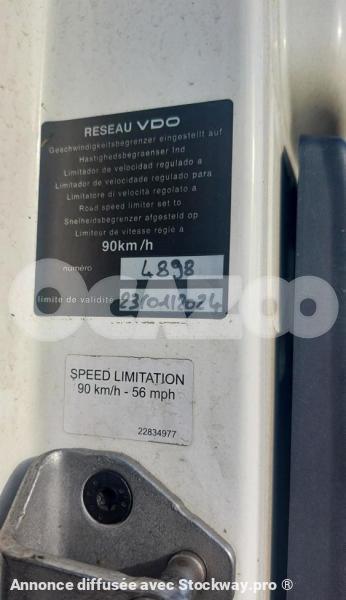 RESEAU VDO
Geschwindigkeitsbegrenzer eingestellt auf
Hastighedsbegraenser Ind
Limitador de velocidad regulado a
Limitador de velocidade regulado para
Limitatore di velocità regolato a
Road speed limiter set to
Snelheidsbegrenzer afgesteld op
Limiteur de vitesse réglé à
90km/h
numéro 4898
limite de validité 23/01/2024
Ocazoo
SPEED LIMITATION
90 km/h - 56 mph
22834977
Annonce diffusée avec Stockway.pro ®